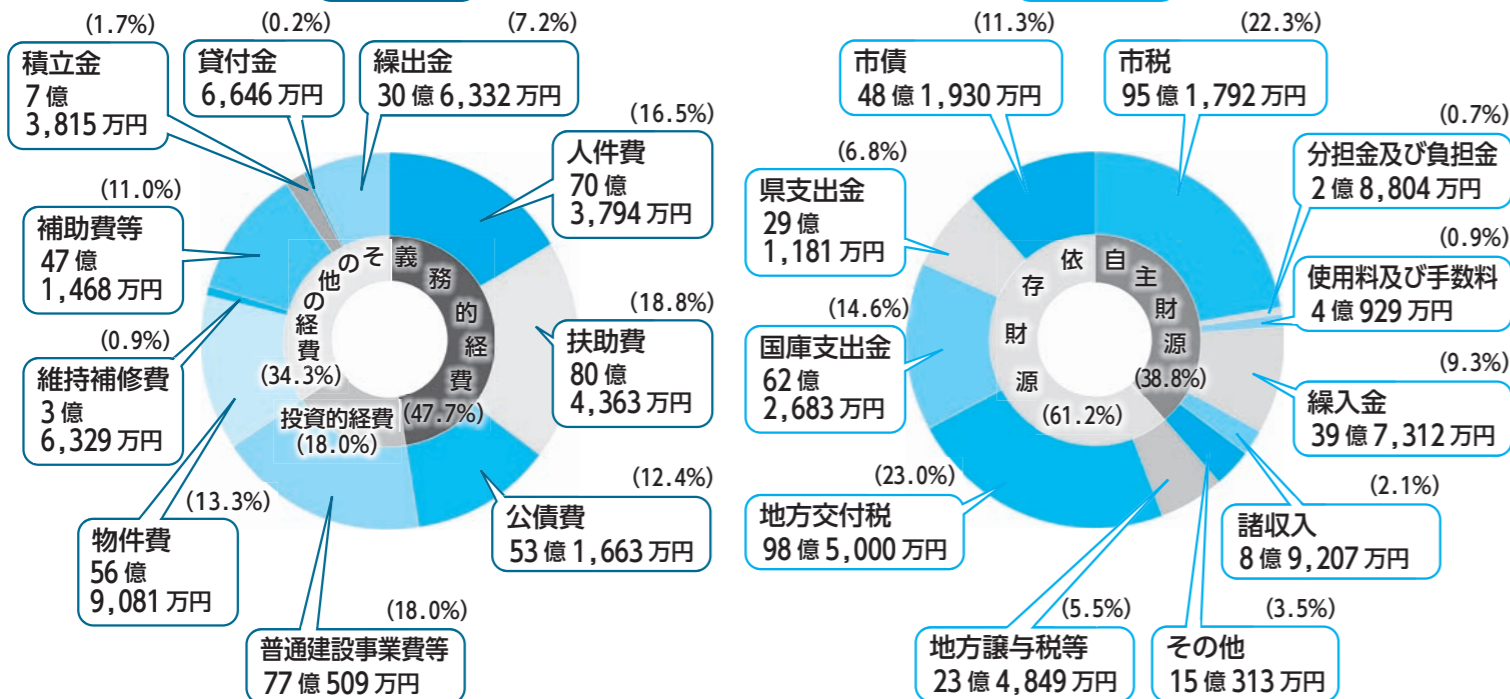 (1.7%)
積立金
7億
3,815万円
(0.2%)
貸付金
6,646万円
(7.2%)
繰出金
30億6,332万円
(16.5%)
人件費
70億
3,794万円
(11.0%)
補助費等
47億
1,468万円
(18.8%)
扶助費
80億
4,363万円
(0.9%)
維持補修費
3億
6,329万円
(12.4%)
公債費
53億1,663万円
(13.3%)
物件費
56億
9,081万円
(18.0%)
普通建設事業費等
77億509万円
義務的経費
(47.7%)
投資的経費
(18.0%)
その他の経費
(34.3%)
(11.3%)
市債
48億1,930万円
(22.3%)
市税
95億1,792万円
(0.7%)
分担金及び負担金
2億8,804万円
(6.8%)
県支出金
29億
1,181万円
(0.9%)
使用料及び手数料
4億929万円
(14.6%)
国庫支出金
62億
2,683万円
(9.3%)
繰入金
39億7,312万円
(23.0%)
地方交付税
98億5,000万円
(2.1%)
諸収入
8億9,207万円
(5.5%)
地方譲与税等
23億4,849万円
(3.5%)
その他
15億313万円
自主財源
(38.8%)
依存財源
(61.2%)